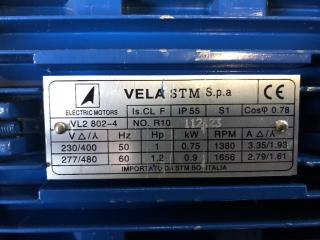 VELA STM S.p.a
ELECTRIC MOTORS Is.CL F IP 55 S1 Cosφ 0.78
VL2 802-4 NO. R10
V △/⅄ Hz Hp kW RPM A △/⅄
230/400 50 1 0.75 1380 3.35/1.93
277/480 60 1.2 0.9 1656 2.79/1.61
IMPORTATO DA STM BO-ITALIA